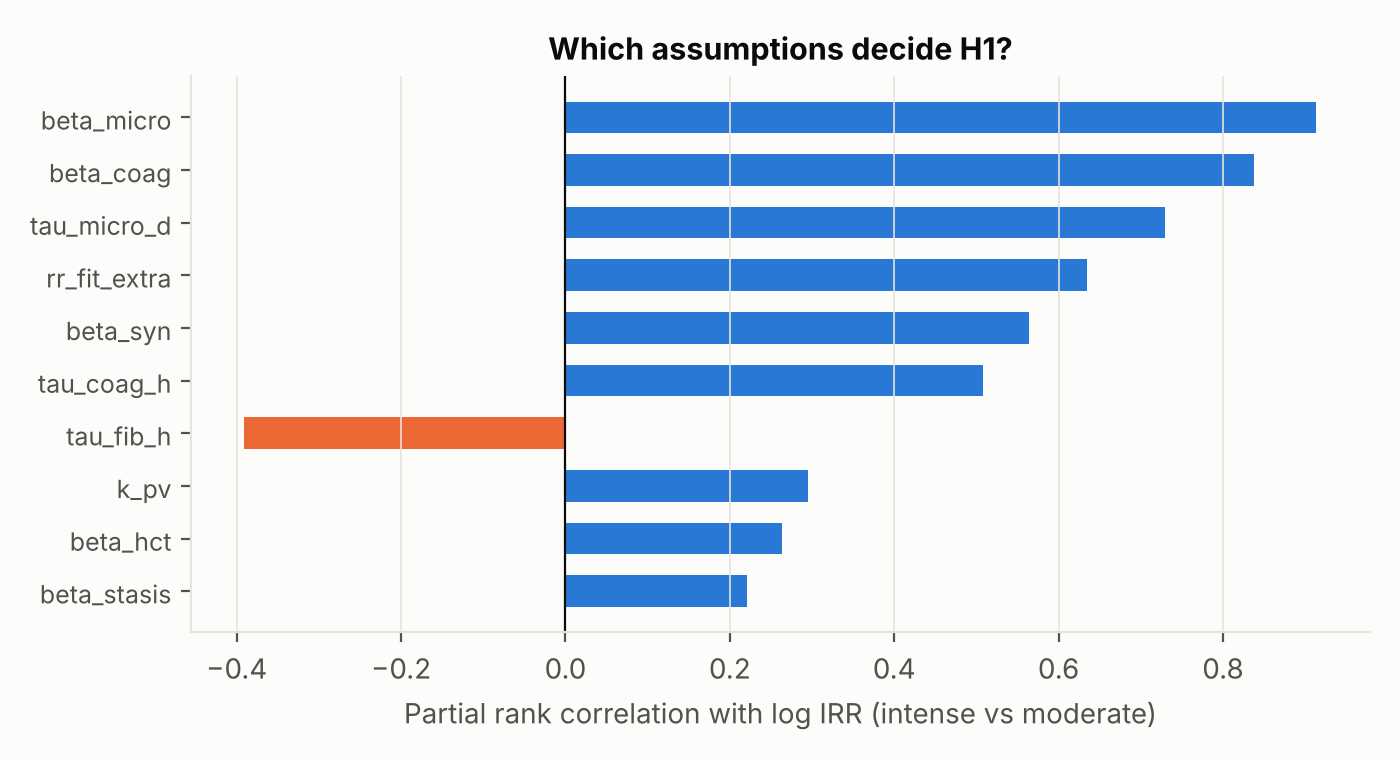 Which assumptions decide H1?
beta_micro
beta_coag
tau_micro_d
rr_fit_extra
beta_syn
tau_coag_h
tau_fib_h
k_pv
beta_hct
beta_stasis
−0.4 −0.2 0.0 0.2 0.4 0.6 0.8
Partial rank correlation with log IRR (intense vs moderate)